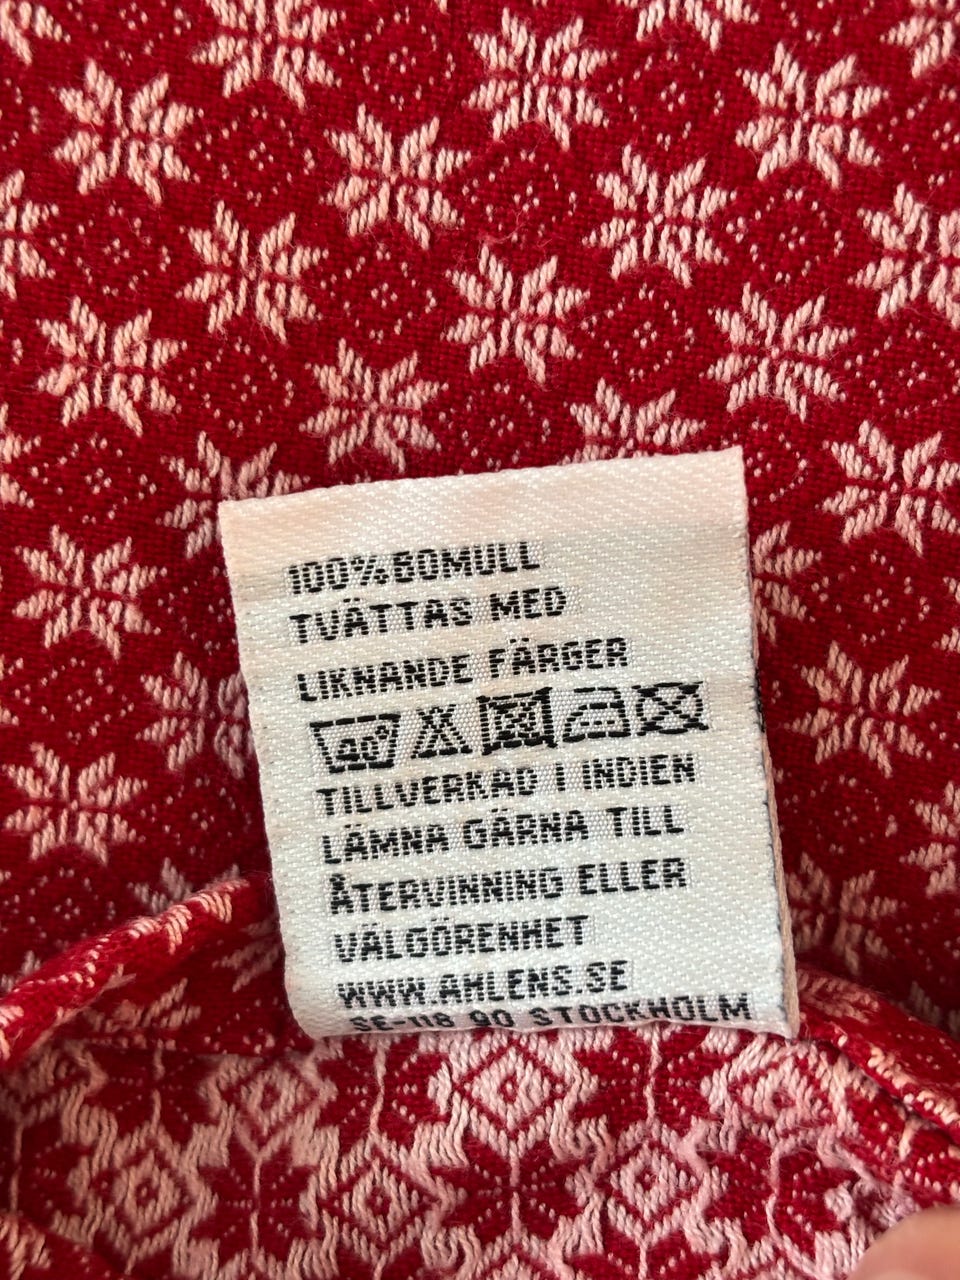 100%BOMULL
TVÄTTAS MED
LIKNANDE FÄRGER
TILLVERKAD I INDIEN
LÄMNA GÄRNA TILL
ÅTERVINNING ELLER
VÄLGÖRENHET
WWW.AHLENS.SE
SE-118 90 STOCKHOLM